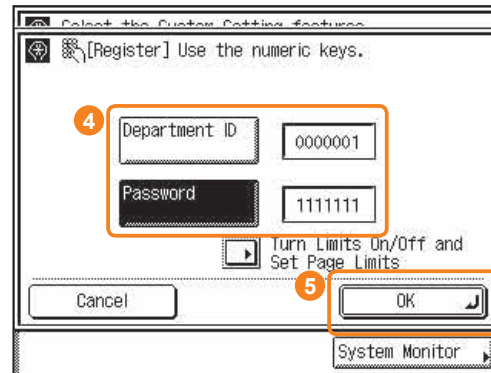 [Register] Use the numeric keys.
4
Department ID
0000001
Password
1111111
Turn Limits On/Off and
Set Page Limits
5
Cancel
OK
System Monitor